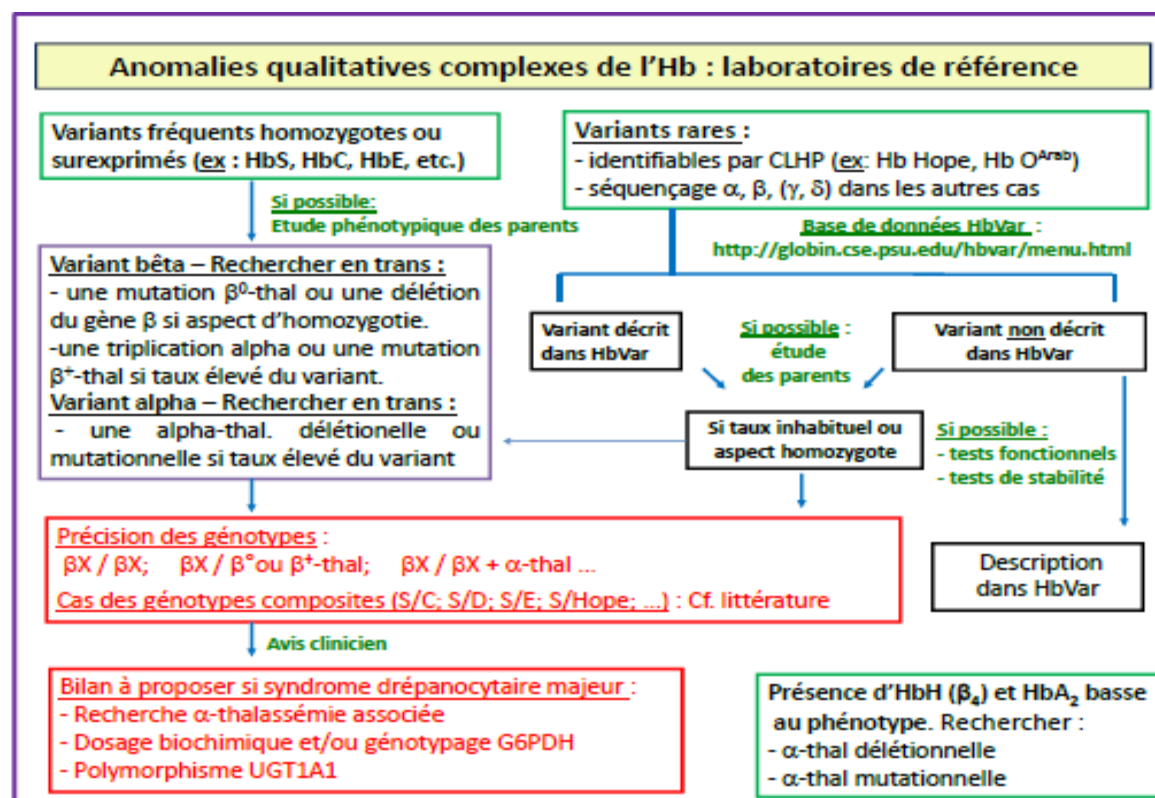 Anomalies qualitatives complexes de l'Hb : laboratoires de référence
Variants fréquents homozygotes ou
surexprimés (ex : HbS, HbC, HbE, etc.)
Variants rares :
- identifiables par CLHP (ex: Hb Hope, Hb O^Arab)
- séquençage α, β, (γ, δ) dans les autres cas
Si possible:
Etude phénotypique des parents
Base de données HbVar :
http://globin.cse.psu.edu/hbvar/menu.html
Variant bêta – Rechercher en trans :
- une mutation β⁰-thal ou une délétion
du gène β si aspect d'homozygotie.
-une triplication alpha ou une mutation
β⁺-thal si taux élevé du variant.
Variant alpha – Rechercher en trans :
- une alpha-thal. délétionelle ou
mutationnelle si taux élevé du variant
Variant décrit
dans HbVar
Si possible :
étude
des parents
Variant non décrit
dans HbVar
Si taux inhabituel ou
aspect homozygote
Si possible :
- tests fonctionnels
- tests de stabilité
Précision des génotypes :
βX / βX; βX / β° ou β⁺-thal; βX / βX + α-thal ...
Cas des génotypes composites (S/C; S/D; S/E; S/Hope; ...) : Cf. littérature
Description
dans HbVar
Avis clinicien
Bilan à proposer si syndrome drépanocytaire majeur :
- Recherche α-thalassémie associée
- Dosage biochimique et/ou génotypage G6PDH
- Polymorphisme UGT1A1
Présence d'HbH (β₄) et HbA₂ basse
au phénotype. Rechercher :
- α-thal délétionnelle
- α-thal mutationnelle